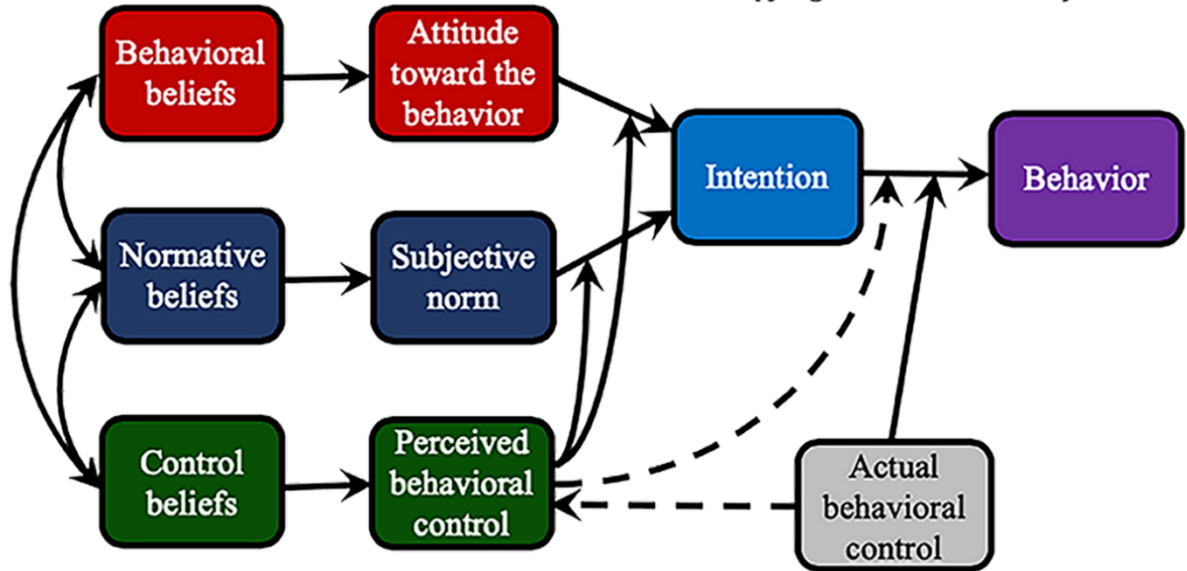 Behavioral
beliefs
Attitude
toward the
behavior
Intention
Behavior
Normative
beliefs
Subjective
norm
Control
beliefs
Perceived
behavioral
control
Actual
behavioral
control